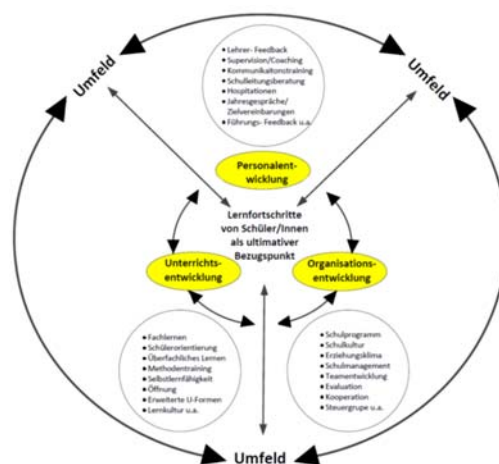 Umfeld
Umfeld
● Lehrer- Feedback
● Supervision/Coaching
● Kommunikaitonstraining
● Schulleitungsberatung
● Hospitationen
● Jahresgespräche/
Zielvereinbarungen
● Führungs- Feedback u.a.
Personalent-
wicklung
Lernfortschritte
von Schüler/Innen
als ultimativer
Bezugspunkt
Unterrichts-
entwicklung
Organisations-
entwicklung
● Fachlernen
● Schülerorientierung
● Überfachliches Lernen
● Methodentraining
● Selbstlernfähigkeit
● Öffnung
● Erweiterte U-Formen
● Lernkultur u.a.
● Schulprogramm
● Schulkultur
● Erziehungsklima
● Schulmanagement
● Teamentwicklung
● Evaluation
● Kooperation
● Steuergrupe u.a.
Umfeld